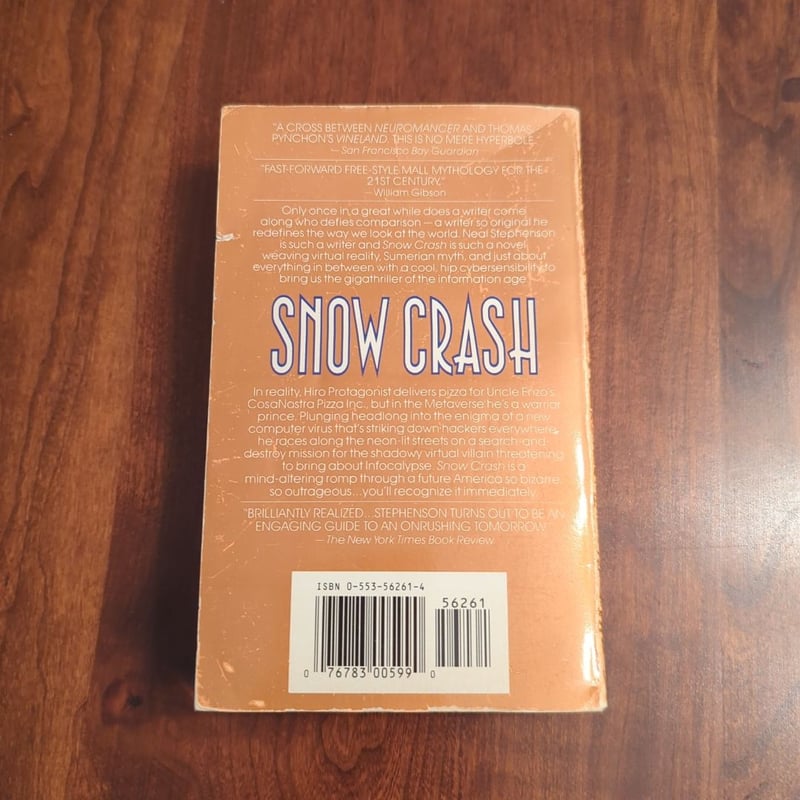 "A CROSS BETWEEN NEUROMANCER AND THOMAS
PYNCHON'S VINELAND. THIS IS NO MERE HYPERBOLE."
— San Francisco Bay Guardian
"FAST-FORWARD FREE-STYLE MALL MYTHOLOGY FOR THE
21ST CENTURY."
— William Gibson
Only once in a great while does a writer come
along who defies comparison — a writer so original he
redefines the way we look at the world. Neal Stephenson
is such a writer and Snow Crash is such a novel,
weaving virtual reality, Sumerian myth, and just about
everything in between with a cool, hip cybersensibility to
bring us the gigathriller of the information age.
SNOW CRASH
In reality, Hiro Protagonist delivers pizza for Uncle Enzo's
CosaNostra Pizza Inc., but in the Metaverse he's a warrior
prince. Plunging headlong into the enigma of a new
computer virus that's striking down hackers everywhere,
he races along the neon-lit streets on a search-and-
destroy mission for the shadowy virtual villain threatening
to bring about Infocalypse. Snow Crash is a
mind-altering romp through a future America so bizarre,
so outrageous...you'll recognize it immediately.
"BRILLIANTLY REALIZED...STEPHENSON TURNS OUT TO BE AN
ENGAGING GUIDE TO AN ONRUSHING TOMORROW."
— The New York Times Book Review
ISBN 0-553-56261-4
56261
0 76783 00599 0